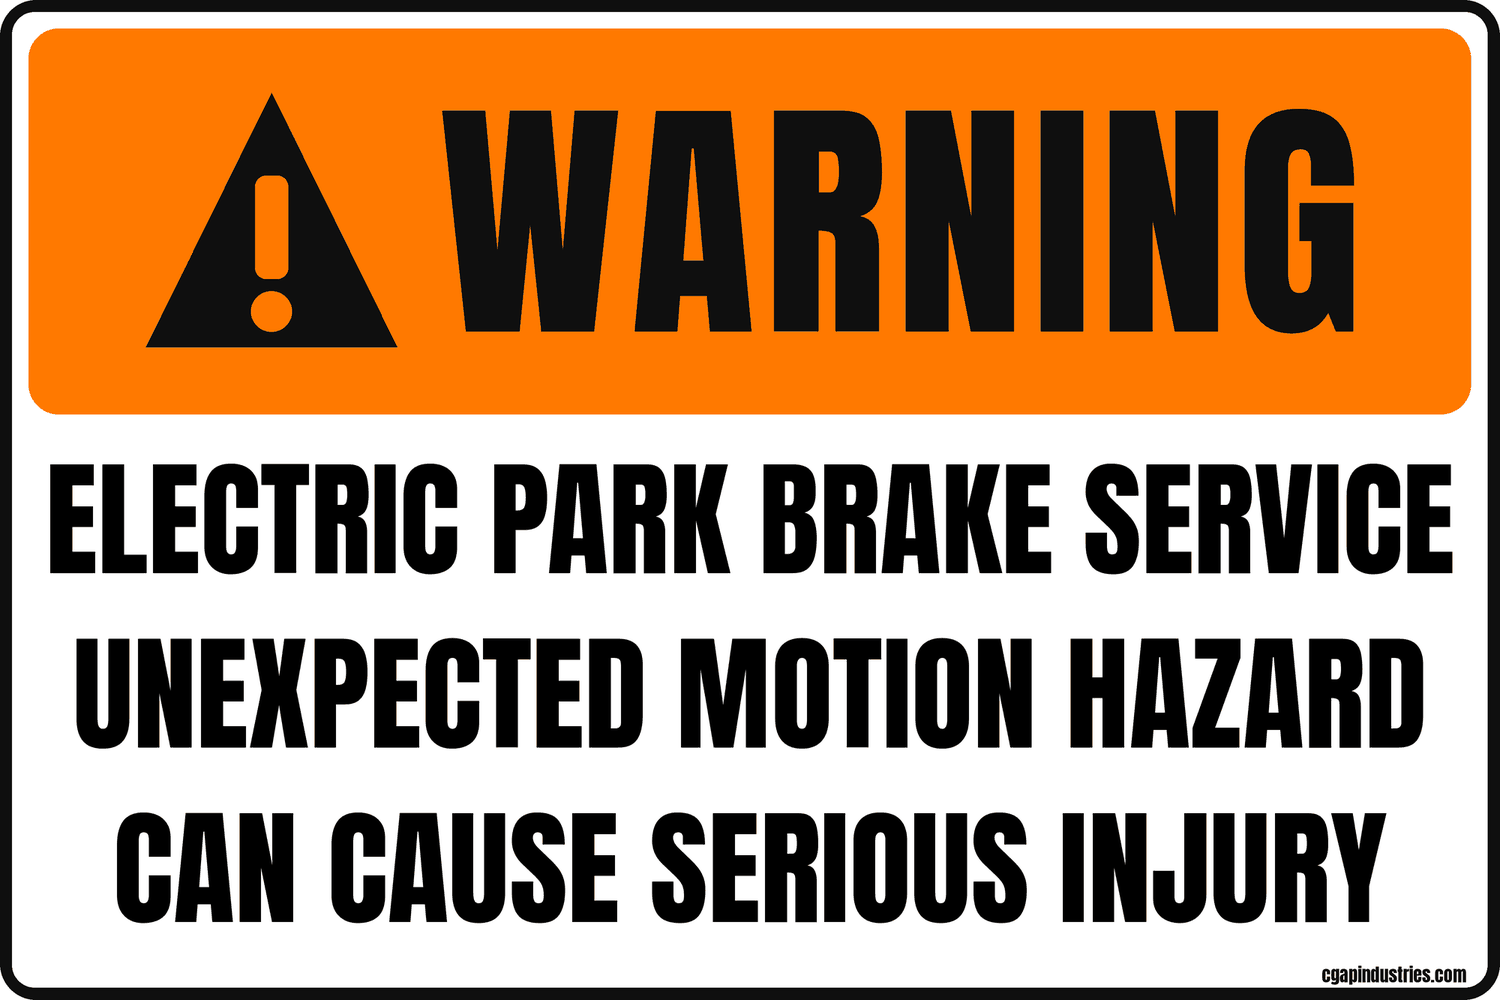 WARNING
ELECTRIC PARK BRAKE SERVICE
UNEXPECTED MOTION HAZARD
CAN CAUSE SERIOUS INJURY
cgapindustries.com